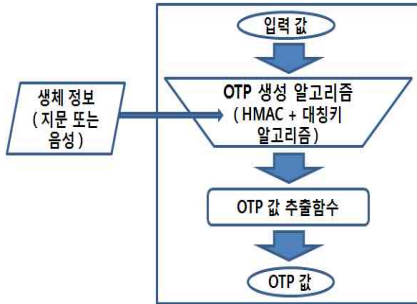 입력 값
생체 정보
( 지문 또는
음성 )
OTP 생성 알고리즘
( HMAC + 대칭키
알고리즘 )
OTP 값 추출함수
OTP 값